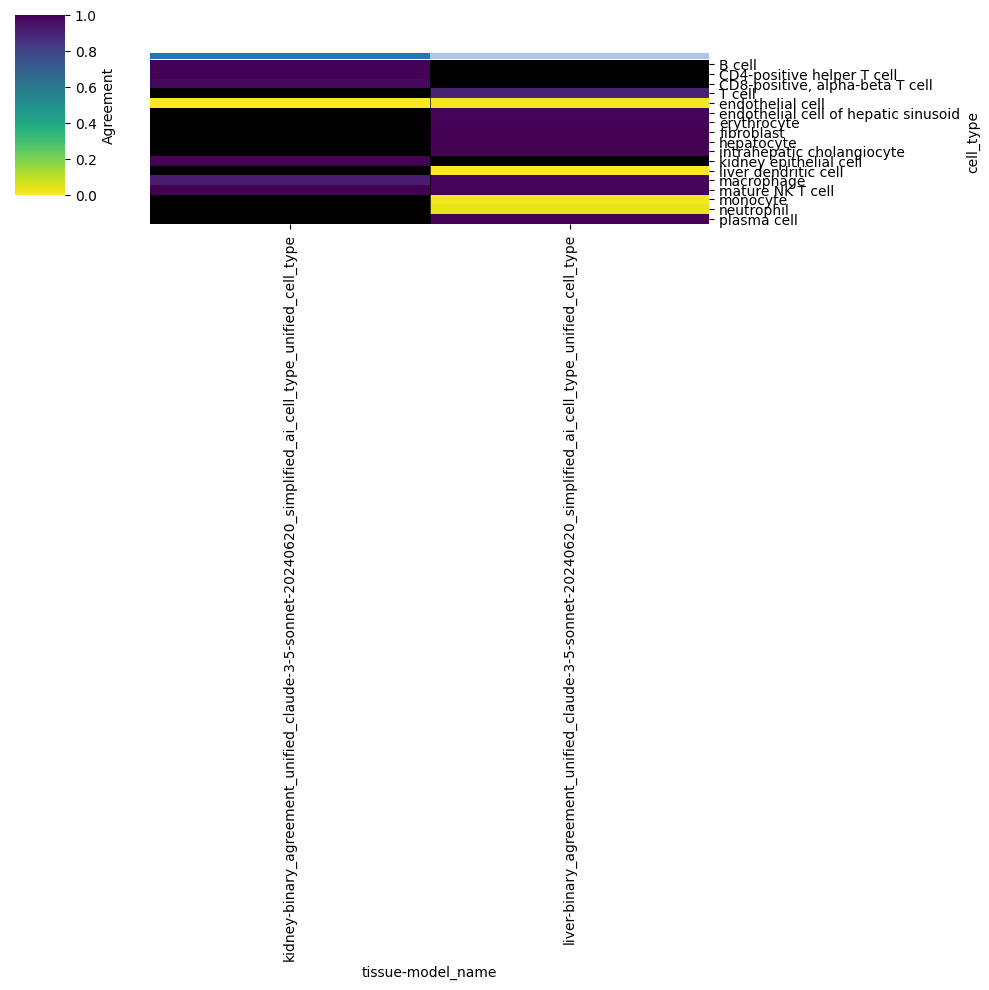 1.0
0.8
0.6
0.4
0.2
0.0
Agreement
B cell
CD4-positive helper T cell
CD8-positive, alpha-beta T cell
T cell
endothelial cell
endothelial cell of hepatic sinusoid
erythrocyte
fibroblast
hepatocyte
intrahepatic cholangiocyte
kidney epithelial cell
liver dendritic cell
macrophage
mature NK T cell
monocyte
neutrophil
plasma cell
cell_type
kidney-binary_agreement_unified_claude-3-5-sonnet-20240620_simplified_ai_cell_type_unified_cell_type
liver-binary_agreement_unified_claude-3-5-sonnet-20240620_simplified_ai_cell_type_unified_cell_type
tissue-model_name